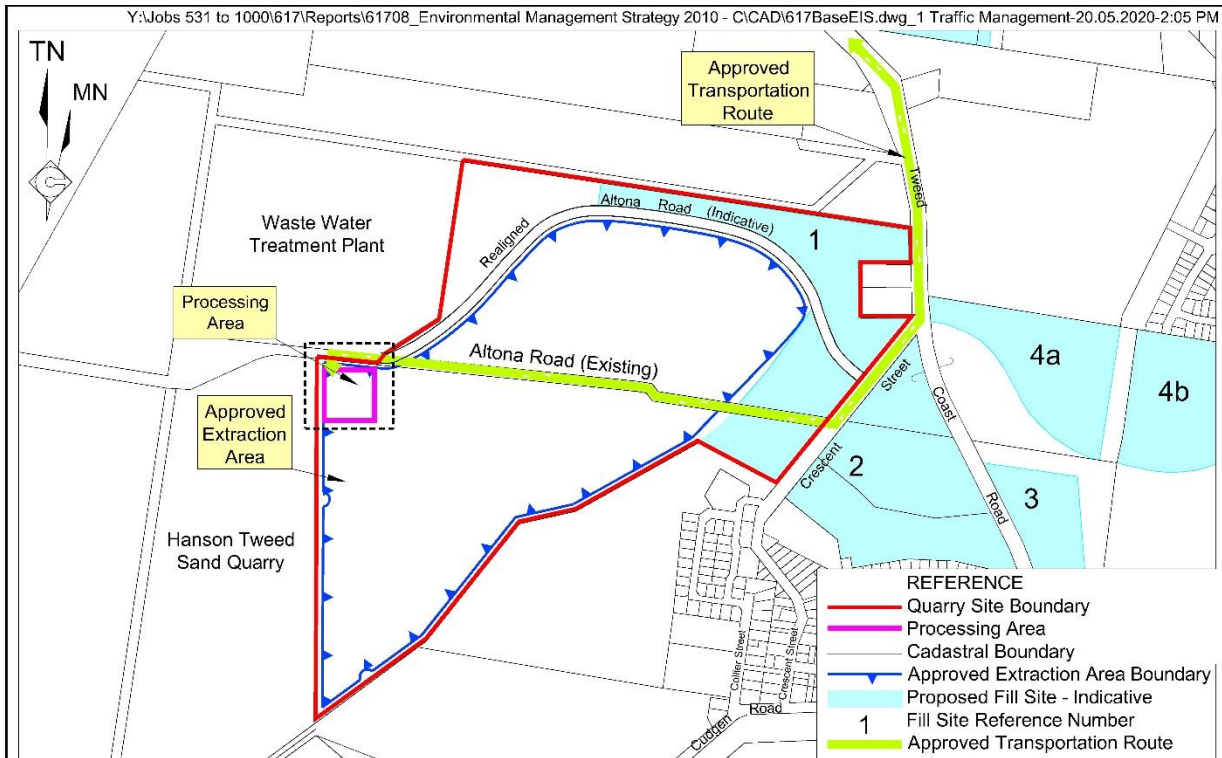 Y:\Jobs 531 to 1000\617\Reports\61708_Environmental Management Strategy 2010 - C\CAD\617BaseEIS.dwg_1 Traffic Management-20.05.2020-2:05 PM
TN
MN
Approved
Transportation
Route
Tweed
Waste Water
Treatment Plant
Realigned
Altona Road (Indicative)
1
Processing
Area
Altona Road (Existing)
Street
Coast
4a
4b
Approved
Extraction
Area
Crescent
2
Road
3
Hanson Tweed
Sand Quarry
Collier Street
Crescent Street
Cudgen
Road
REFERENCE
Quarry Site Boundary
Processing Area
Cadastral Boundary
Approved Extraction Area Boundary
Proposed Fill Site - Indicative
1
Fill Site Reference Number
Approved Transportation Route